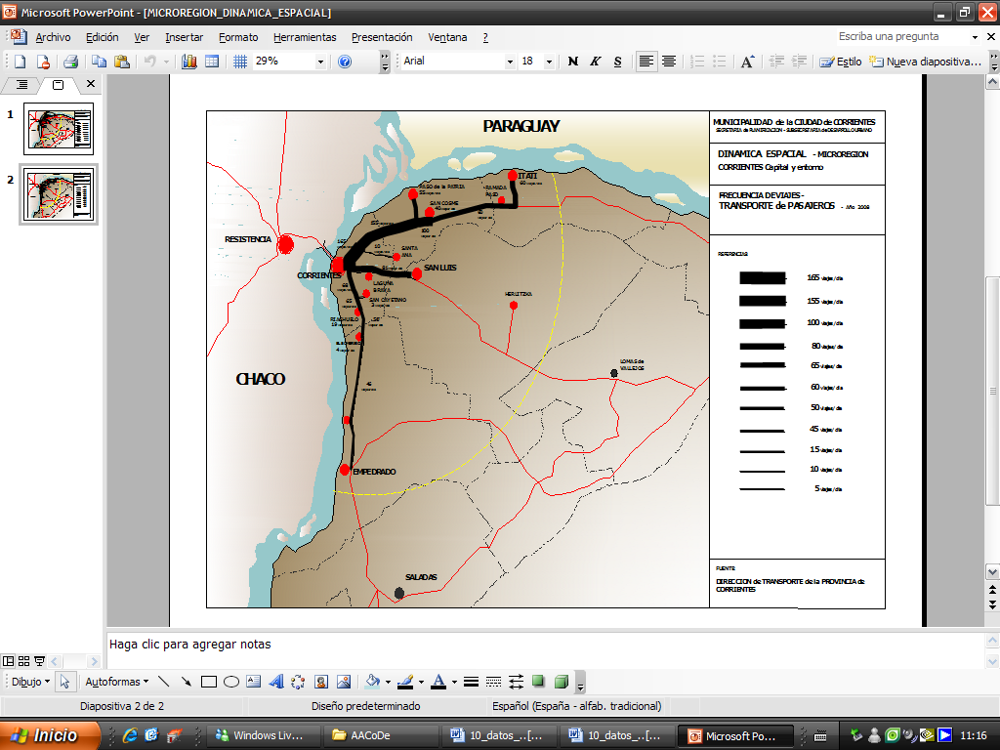 Microsoft PowerPoint - [MICROREGION_DINAMICA_ESPACIAL]
Archivo Edición Ver Insertar Formato Herramientas Presentación Ventana ? Escriba una pregunta
29% Arial 18 N K S Estilo Nueva diapositiva...
1
2
PARAGUAY
ITATI
PASO de la PATRIA
RAMADA
PASO
SAN COSME
RESISTENCIA
SANTA
ANA
CORRIENTES
SAN LUIS
LAGUNA
BRAVA
SAN CAYETANO
RIACHUELO
HERLITZKA
LOMAS de
VALLEJOS
CHACO
EMPEDRADO
SALADAS
MUNICIPALIDAD de la CIUDAD de CORRIENTES
SECRETARIA de PLANIFICACION - SUBSECRETARIA de DESARROLLO URBANO
DINAMICA ESPACIAL - MICROREGION
CORRIENTES Capital y entorno
FRECUENCIA DE VIAJES -
TRANSPORTE de PASAJEROS - Año 2008
REFERENCIAS:
165 viajes/ día
155 viajes/ día
100 viajes/ día
80 viajes/ día
65 viajes/ día
60 viajes/ día
50 viajes/ día
45 viajes/ día
15 viajes/ día
10 viajes/ día
5 viajes/ día
FUENTE:
DIRECCION de TRANSPORTE de la PROVINCIA de
CORRIENTES
Haga clic para agregar notas
Dibujo Autoformas
Diapositiva 2 de 2 Diseño predeterminado Español (España - alfab. tradicional)
Inicio Windows Liv... AACoDe 10_datos_..[... 10_datos_..[... Microsoft Po... 11:16